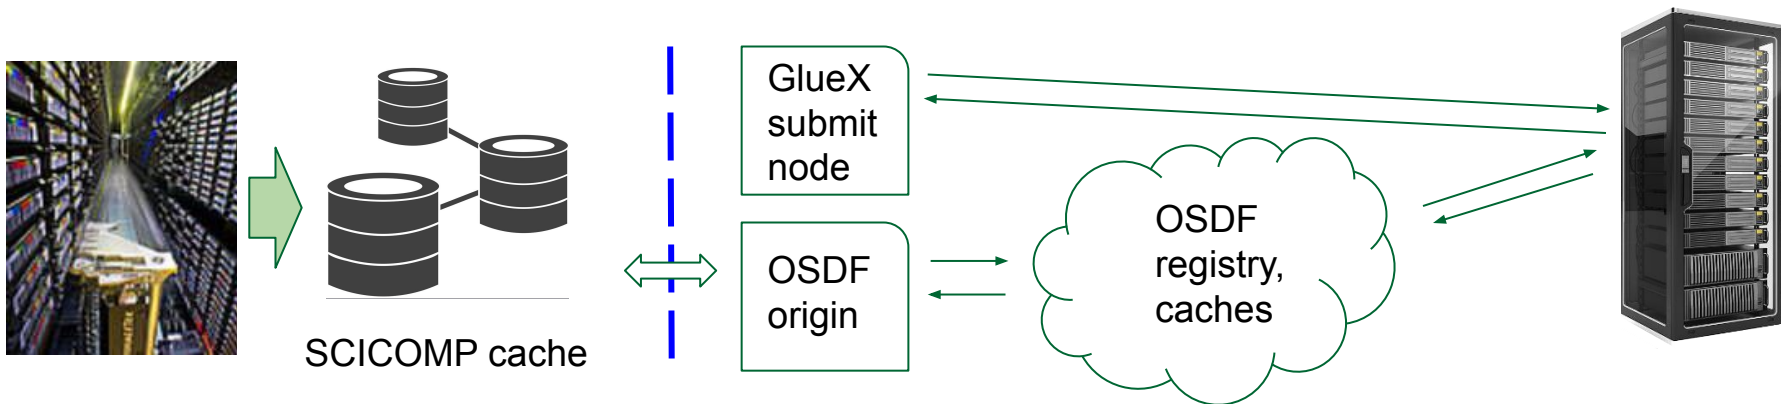 GlueX
submit
node
OSDF
origin
OSDF
registry,
caches
SCICOMP cache